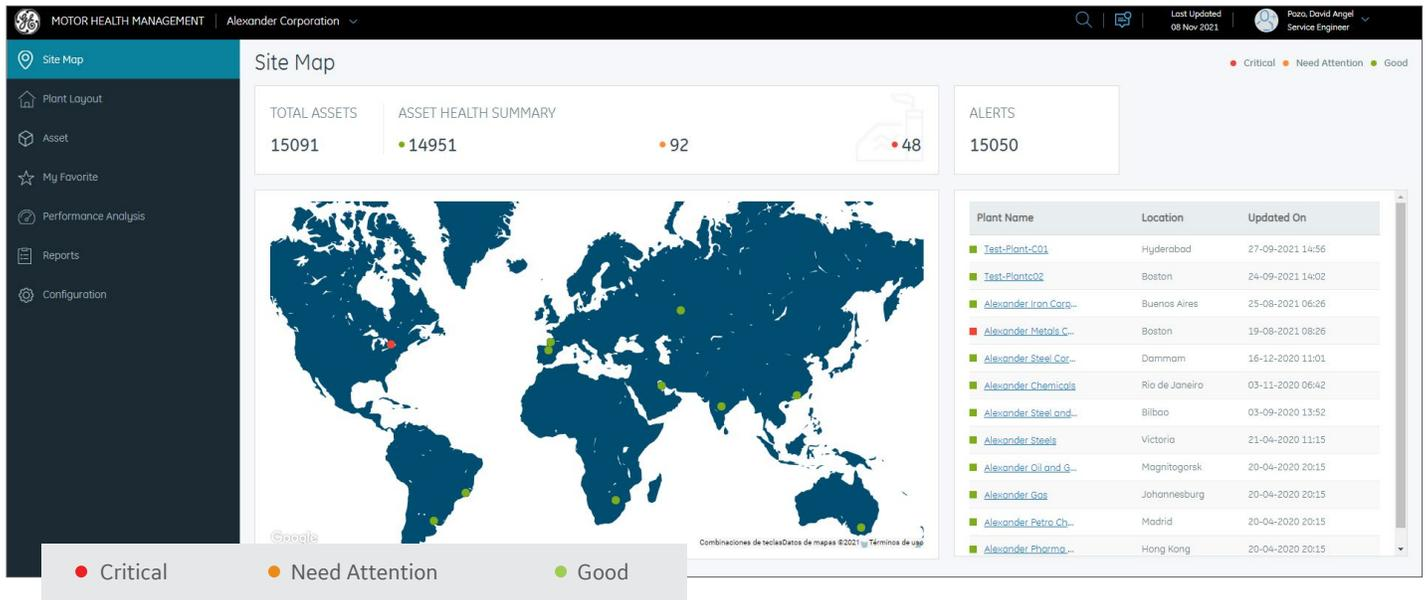 MOTOR HEALTH MANAGEMENT Alexander Corporation Last Updated Pozo, David Angel
08 Nov 2021 Service Engineer
Site Map
Plant Layout
Asset
My Favorite
Performance Analysis
Reports
Configuration
Site Map
Critical Need Attention Good
TOTAL ASSETS ASSET HEALTH SUMMARY
15091 14951 92 48
ALERTS
15050
Google
Combinaciones de teclas Datos de mapas ©2021 Términos de uso
Plant Name Location Updated On
Test-Plant-C01 Hyderabad 27-09-2021 14:56
Test-Plantc02 Boston 24-09-2021 14:02
Alexander Iron Corp... Buenos Aires 25-08-2021 06:26
Alexander Metals C... Boston 19-08-2021 08:26
Alexander Steel Cor... Dammam 16-12-2020 11:01
Alexander Chemicals Rio de Janeiro 03-11-2020 06:42
Alexander Steel and... Bilbao 03-09-2020 13:52
Alexander Steels Victoria 21-04-2020 11:15
Alexander Oil and G... Magnitogorsk 20-04-2020 20:15
Alexander Gas Johannesburg 20-04-2020 20:15
Alexander Petro Ch... Madrid 20-04-2020 20:15
Alexander Pharma ... Hong Kong 20-04-2020 20:15
Critical Need Attention Good